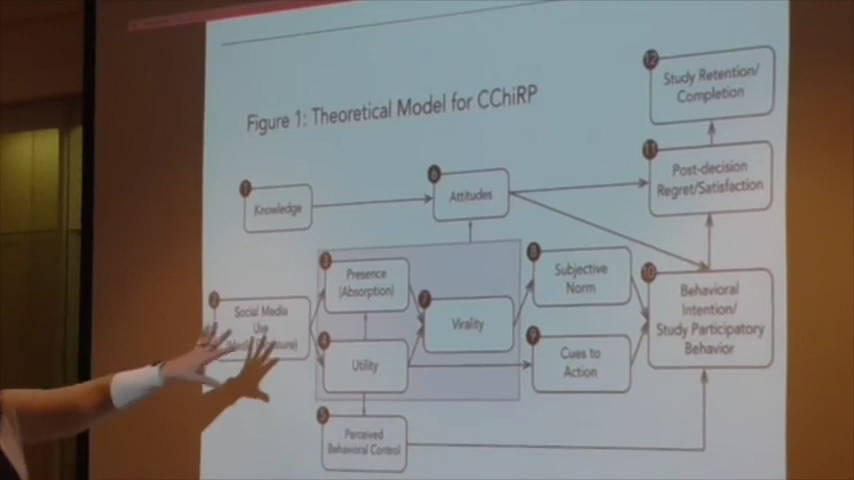 Figure 1: Theoretical Model for CChiRP
12
Study Retention/
Completion
11
Post-decision
Regret/Satisfaction
1
Knowledge
6
Attitudes
3
Presence
(Absorption)
7
Virality
8
Subjective
Norm
10
Behavioral
Intention/
Study Participatory
Behavior
2
Social Media
Use
4
Utility
9
Cues to
Action
5
Perceived
Behavioral Control